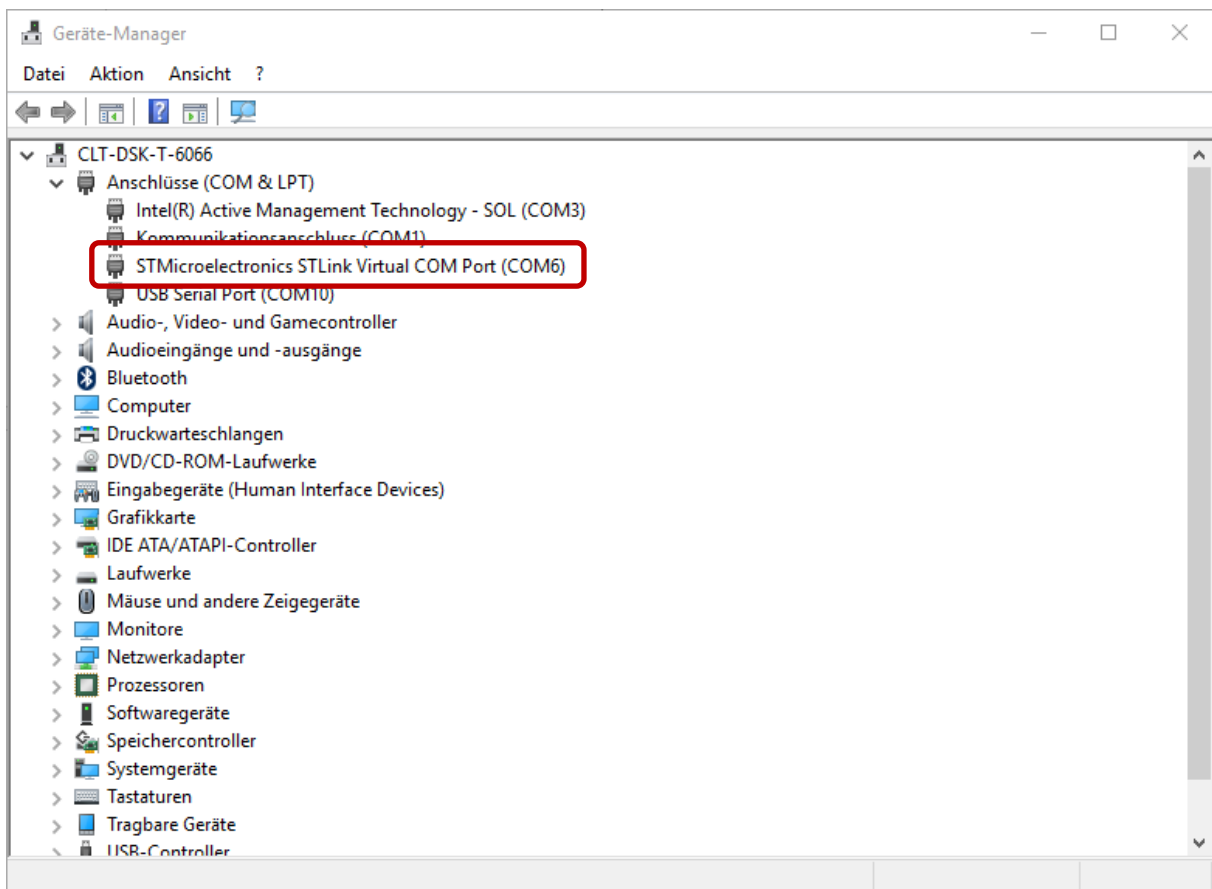 Geräte-Manager
Datei Aktion Ansicht ?
CLT-DSK-T-6066
Anschlüsse (COM & LPT)
Intel(R) Active Management Technology - SOL (COM3)
Kommunikationsanschluss (COM1)
STMicroelectronics STLink Virtual COM Port (COM6)
USB Serial Port (COM10)
Audio-, Video- und Gamecontroller
Audioeingänge und -ausgänge
Bluetooth
Computer
Druckwarteschlangen
DVD/CD-ROM-Laufwerke
Eingabegeräte (Human Interface Devices)
Grafikkarte
IDE ATA/ATAPI-Controller
Laufwerke
Mäuse und andere Zeigegeräte
Monitore
Netzwerkadapter
Prozessoren
Softwaregeräte
Speichercontroller
Systemgeräte
Tastaturen
Tragbare Geräte
USB-Controller